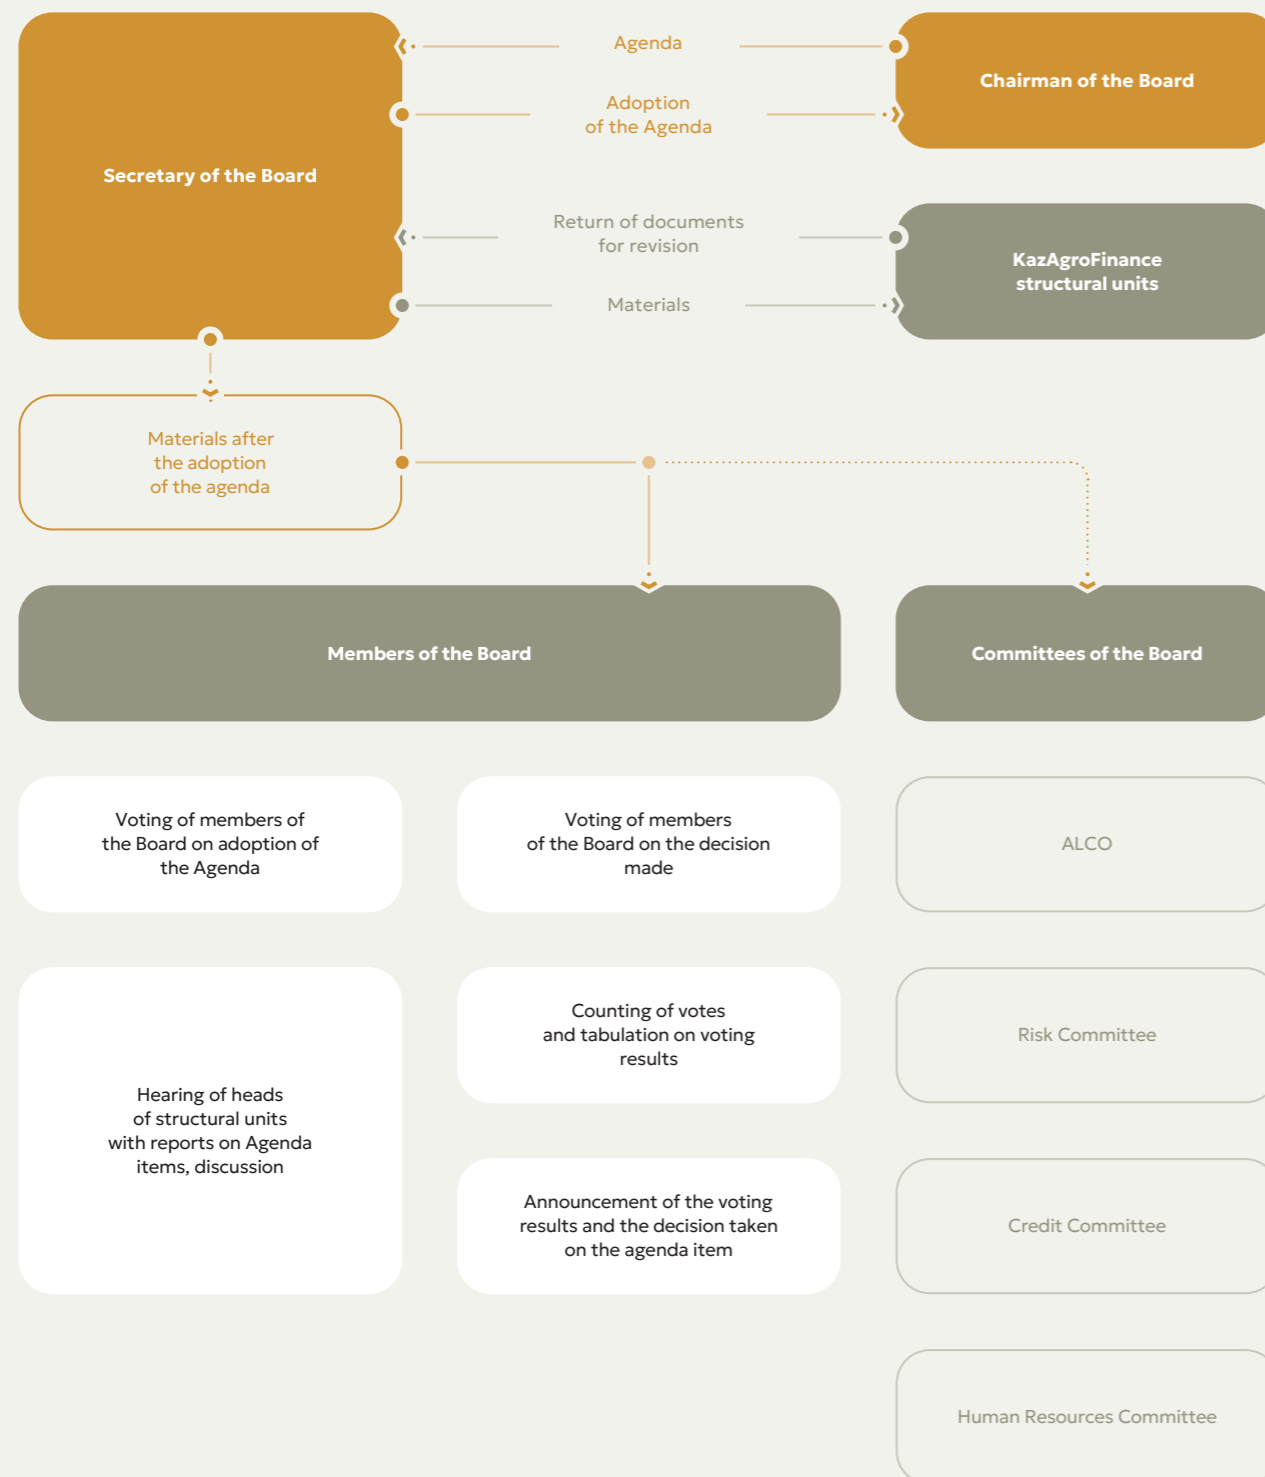 Agenda
Chairman of the Board
Adoption
of the Agenda
Secretary of the Board
Return of documents
for revision
KazAgroFinance
structural units
Materials
Materials after
the adoption
of the agenda
Members of the Board
Committees of the Board
Voting of members of
the Board on adoption of
the Agenda
Voting of members
of the Board on the decision
made
ALCO
Hearing of heads
of structural units
with reports on Agenda
items, discussion
Counting of votes
and tabulation on voting
results
Risk Committee
Announcement of the voting
results and the decision taken
on the agenda item
Credit Committee
Human Resources Committee